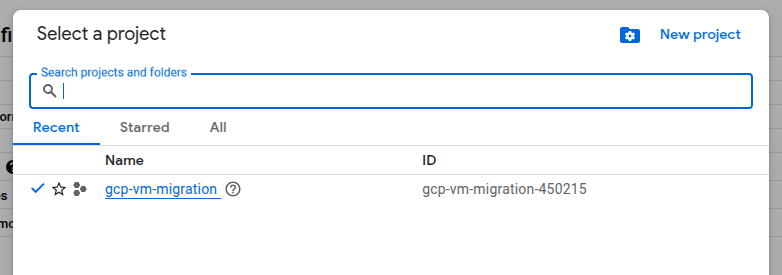 Select a project
New project
Search projects and folders
Recent Starred All
Name ID
gcp-vm-migration gcp-vm-migration-450215